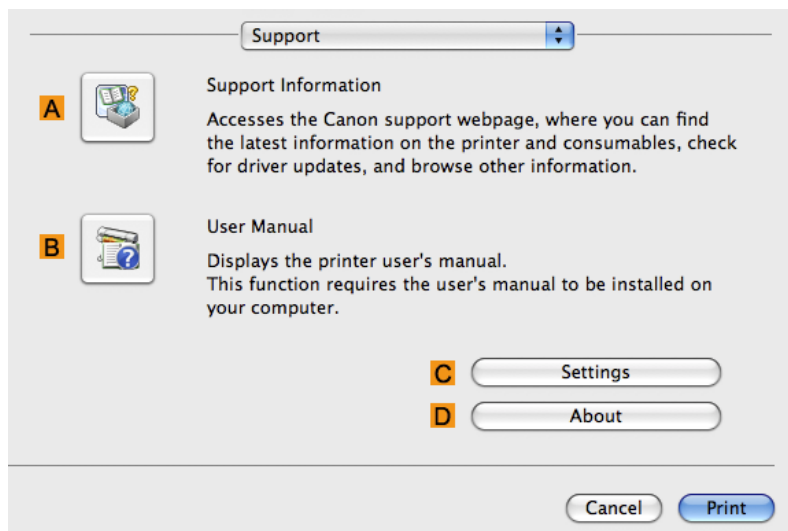 Support
A
Support Information
Accesses the Canon support webpage, where you can find
the latest information on the printer and consumables, check
for driver updates, and browse other information.
B
User Manual
Displays the printer user's manual.
This function requires the user's manual to be installed on
your computer.
C Settings
D About
Cancel Print